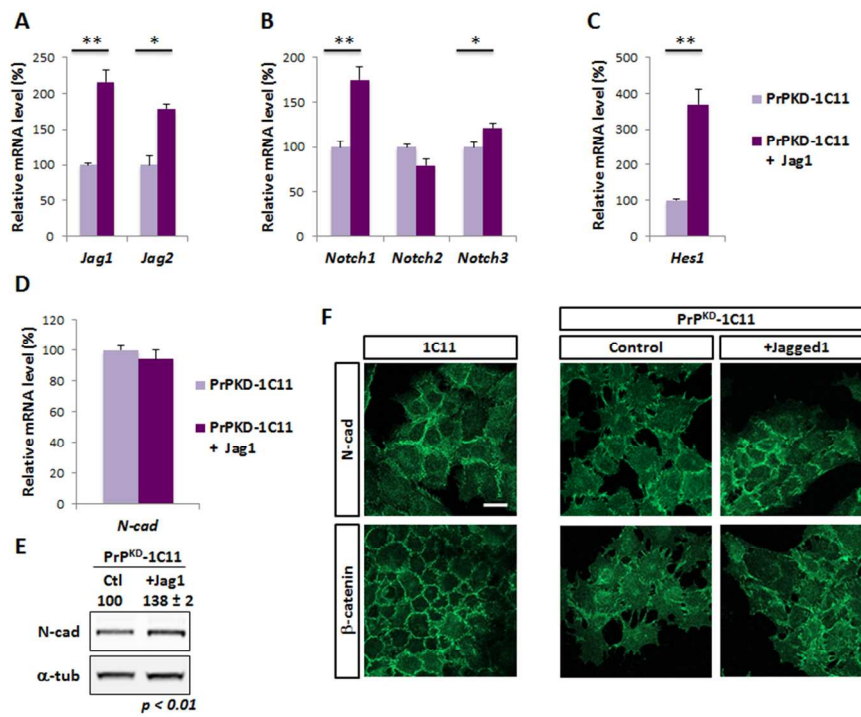 A
Relative mRNA level (%)
250
200
150
100
50
0
**
*
Jag1
Jag2
B
Relative mRNA level (%)
200
150
100
50
0
**
*
Notch1
Notch2
Notch3
C
Relative mRNA level (%)
500
400
300
200
100
0
**
Hes1
PrPKD-1C11
PrPKD-1C11
+ Jag1
D
Relative mRNA level (%)
120
100
80
60
40
20
0
N-cad
PrPKD-1C11
PrPKD-1C11
+ Jag1
E
PrPᴷᴰ-1C11
Ctl +Jag1
100 138 ± 2
N-cad
α-tub
p < 0.01
F
PrPᴷᴰ-1C11
1C11
Control
+Jagged1
N-cad
β-catenin